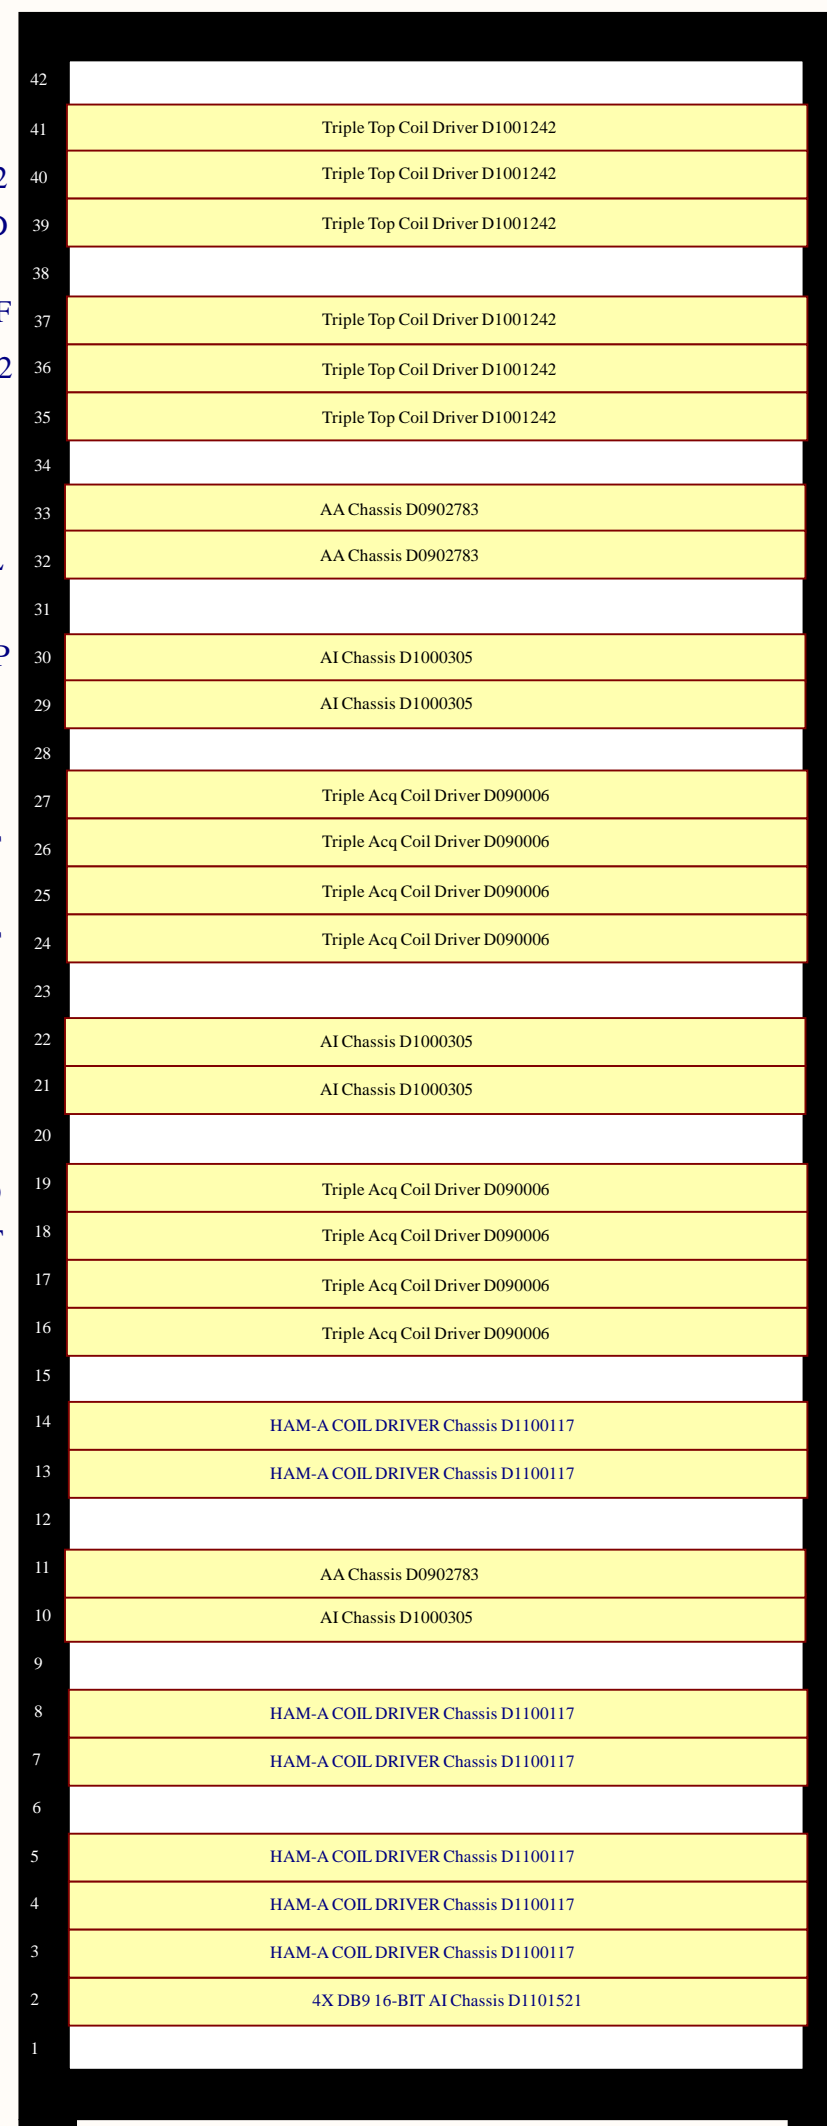 42
41 Triple Top Coil Driver D1001242
40 Triple Top Coil Driver D1001242
39 Triple Top Coil Driver D1001242
38
37 Triple Top Coil Driver D1001242
36 Triple Top Coil Driver D1001242
35 Triple Top Coil Driver D1001242
34
33 AA Chassis D0902783
32 AA Chassis D0902783
31
30 AI Chassis D1000305
29 AI Chassis D1000305
28
27 Triple Acq Coil Driver D090006
26 Triple Acq Coil Driver D090006
25 Triple Acq Coil Driver D090006
24 Triple Acq Coil Driver D090006
23
22 AI Chassis D1000305
21 AI Chassis D1000305
20
19 Triple Acq Coil Driver D090006
18 Triple Acq Coil Driver D090006
17 Triple Acq Coil Driver D090006
16 Triple Acq Coil Driver D090006
15
14 HAM-A COIL DRIVER Chassis D1100117
13 HAM-A COIL DRIVER Chassis D1100117
12
11 AA Chassis D0902783
10 AI Chassis D1000305
9
8 HAM-A COIL DRIVER Chassis D1100117
7 HAM-A COIL DRIVER Chassis D1100117
6
5 HAM-A COIL DRIVER Chassis D1100117
4 HAM-A COIL DRIVER Chassis D1100117
3 HAM-A COIL DRIVER Chassis D1100117
2 4X DB9 16-BIT AI Chassis D1101521
1